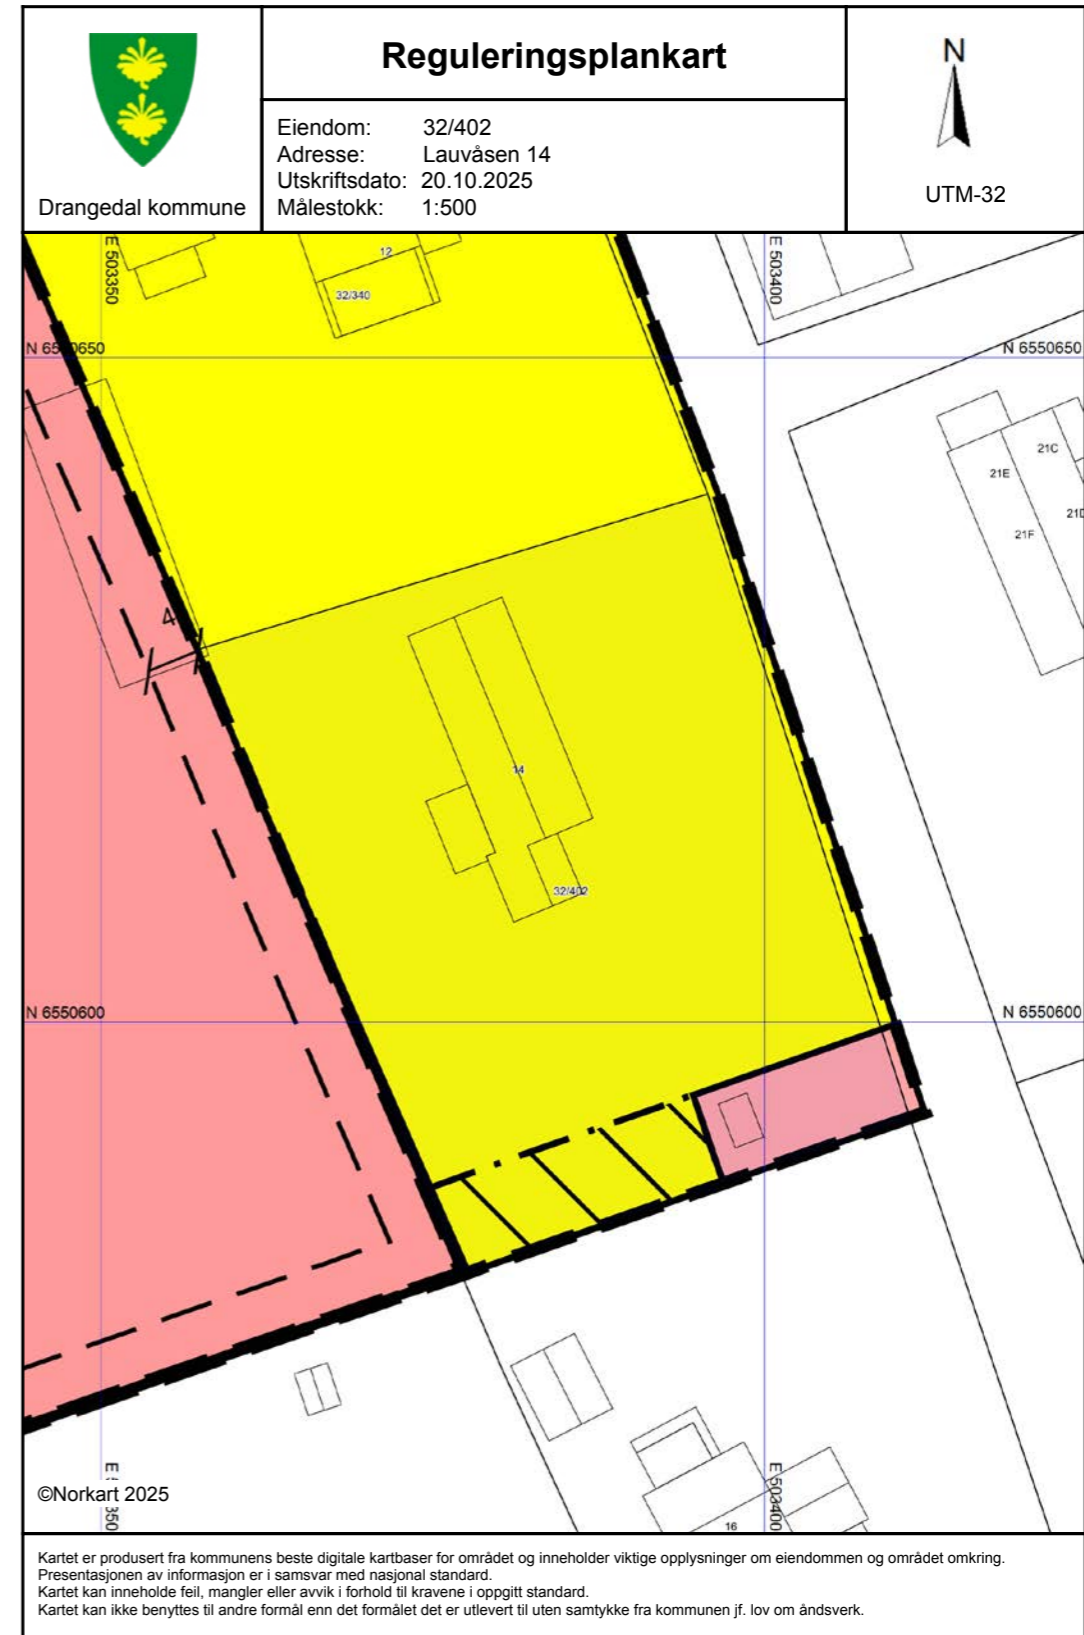 Reguleringsplankart
Eiendom: 32/402
Adresse: Lauvåsen 14
Utskriftsdato: 20.10.2025
Målestokk: 1:500
Drangedal kommune
N
UTM-32
E 503350
E 503400
12
32/340
N 6550650
N 6550650
21C
21E
21D
21F
4
14
32/402
N 6550600
N 6550600
E 503400
©Norkart 2025
16
Kartet er produsert fra kommunens beste digitale kartbaser for området og inneholder viktige opplysninger om eiendommen og området omkring.
Presentasjonen av informasjon er i samsvar med nasjonal standard.
Kartet kan inneholde feil, mangler eller avvik i forhold til kravene i oppgitt standard.
Kartet kan ikke benyttes til andre formål enn det formålet det er utlevert til uten samtykke fra kommunen jf. lov om åndsverk.